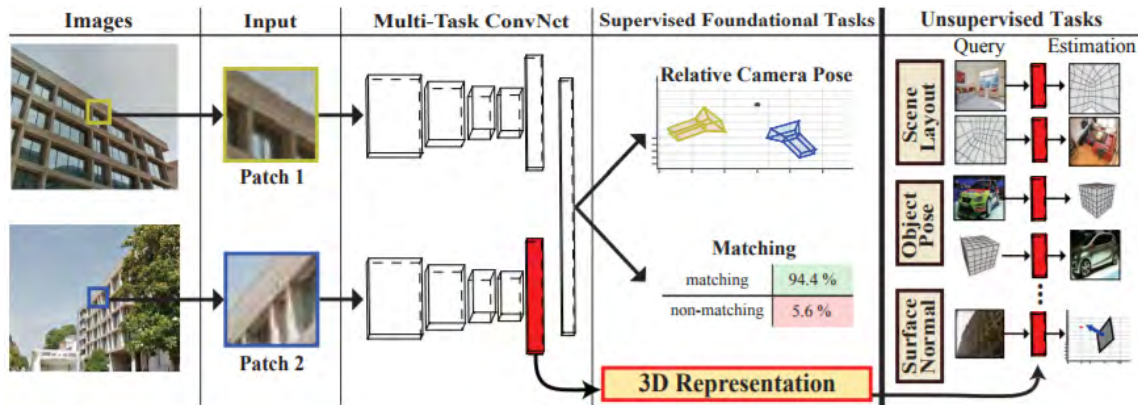 Images
Input
Multi-Task ConvNct
Supervised Foundational Tasks
Unsupervised Tasks
Query
Estimation
Patch 1
Patch 2
Relative Camera Pose
Matching
matching 94.4 %
non-matching 5.6 %
3D Representation
Scene
Layout
Object
Pose
Surface
Normal